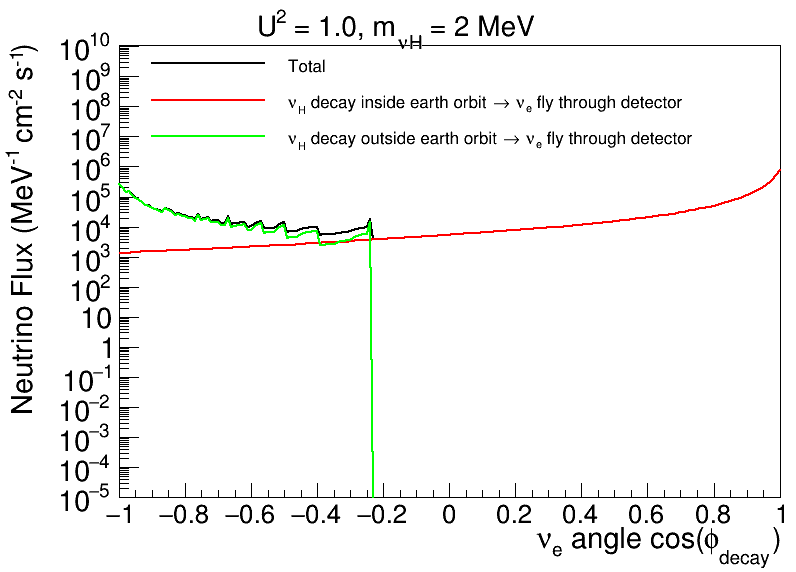 U² = 1.0, m_νH = 2 MeV
Neutrino Flux (MeV⁻¹ cm⁻² s⁻¹)
10¹⁰
10⁹
10⁸
10⁷
10⁶
10⁵
10⁴
10³
10²
10
1
10⁻¹
10⁻²
10⁻³
10⁻⁴
10⁻⁵
Total
ν_H decay inside earth orbit → ν_e fly through detector
ν_H decay outside earth orbit → ν_e fly through detector
−1 −0.8 −0.6 −0.4 −0.2 0 0.2 0.4 0.6 0.8 1
ν_e angle cos(ϕ_decay)